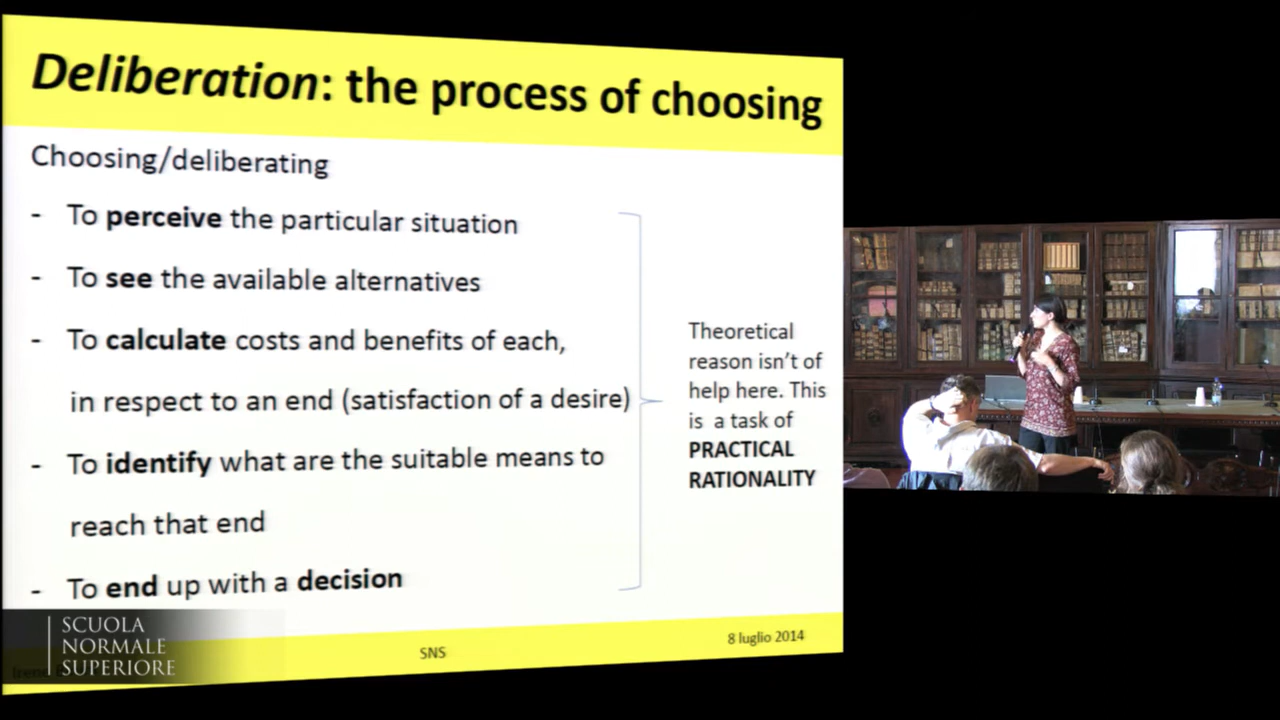 Deliberation: the process of choosing
Choosing/deliberating
- To perceive the particular situation
- To see the available alternatives
- To calculate costs and benefits of each,
in respect to an end (satisfaction of a desire)
- To identify what are the suitable means to
reach that end
- To end up with a decision
Theoretical
reason isn't of
help here. This
is a task of
PRACTICAL
RATIONALITY
SCUOLA
NORMALE
SUPERIORE
SNS
8 luglio 2014